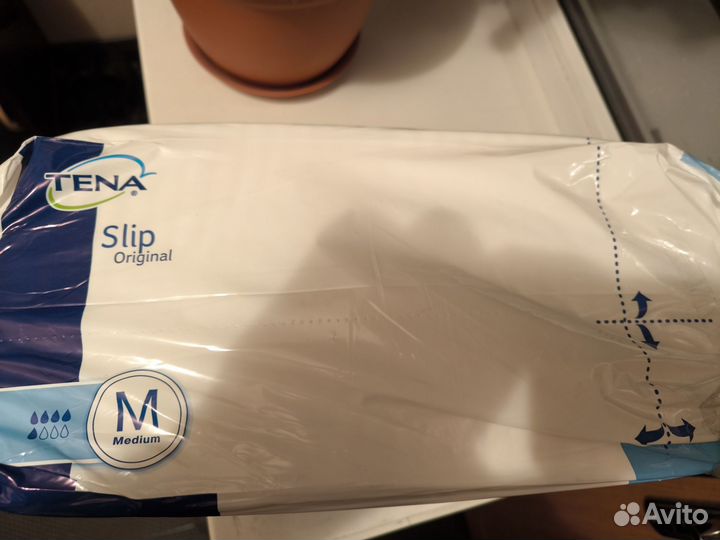 TENA®
Slip
Original
M
Medium
Avito